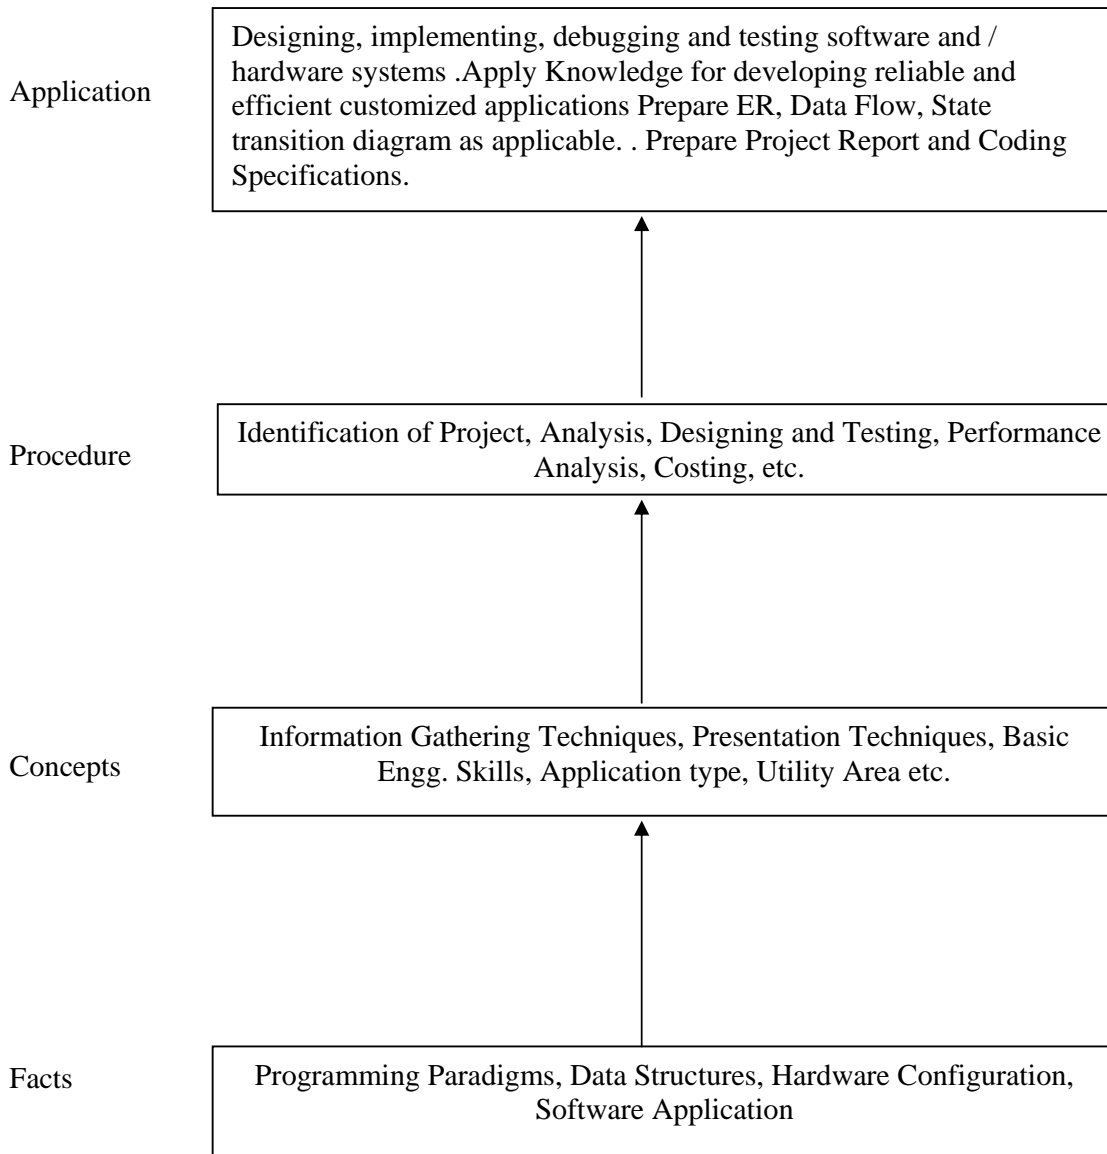 Application
Designing, implementing, debugging and testing software and /
hardware systems .Apply Knowledge for developing reliable and
efficient customized applications Prepare ER, Data Flow, State
transition diagram as applicable. . Prepare Project Report and Coding
Specifications.
Procedure
Identification of Project, Analysis, Designing and Testing, Performance
Analysis, Costing, etc.
Concepts
Information Gathering Techniques, Presentation Techniques, Basic
Engg. Skills, Application type, Utility Area etc.
Facts
Programming Paradigms, Data Structures, Hardware Configuration,
Software Application